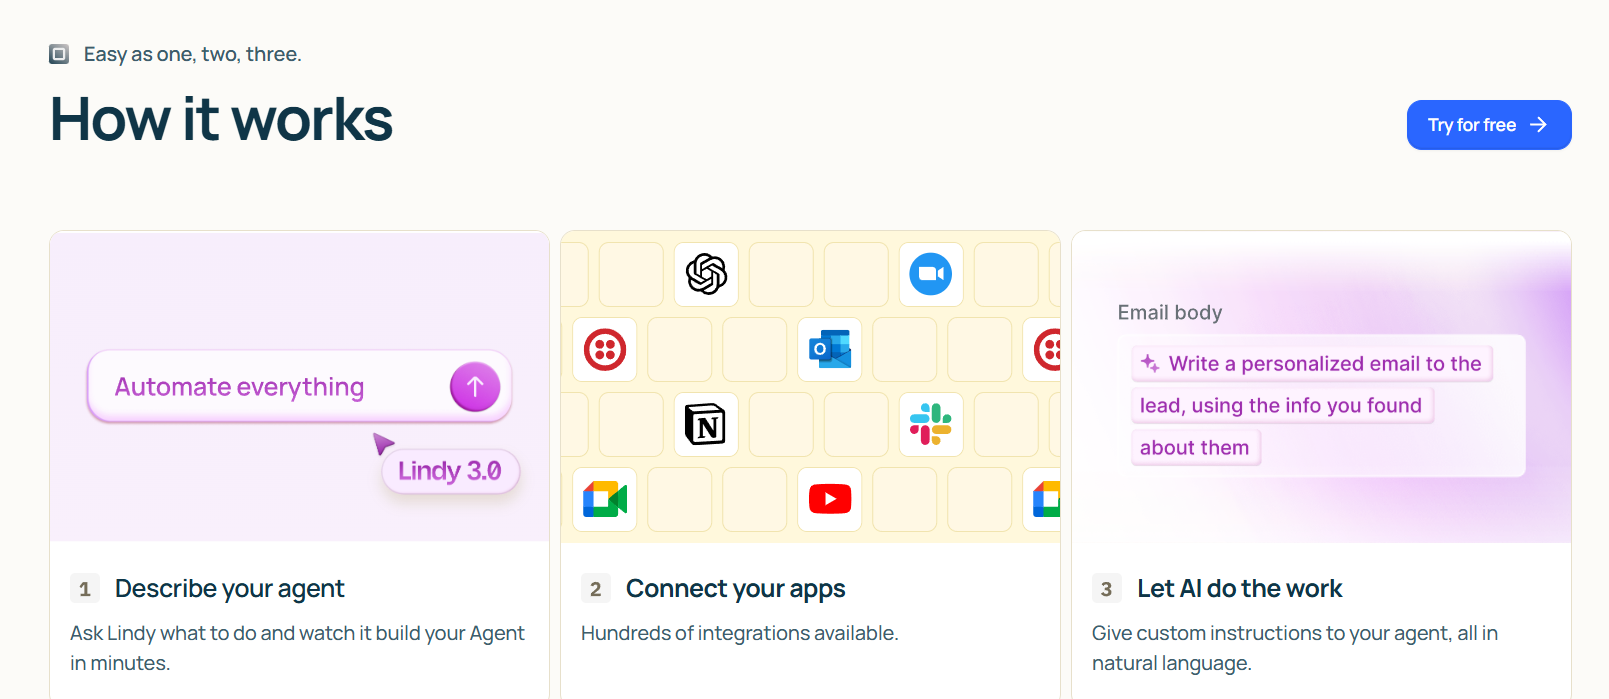 Easy as one, two, three.
How it works
Try for free
Automate everything
Lindy 3.0
Email body
Write a personalized email to the
lead, using the info you found
about them
1 Describe your agent
Ask Lindy what to do and watch it build your Agent
in minutes.
2 Connect your apps
Hundreds of integrations available.
3 Let AI do the work
Give custom instructions to your agent, all in
natural language.